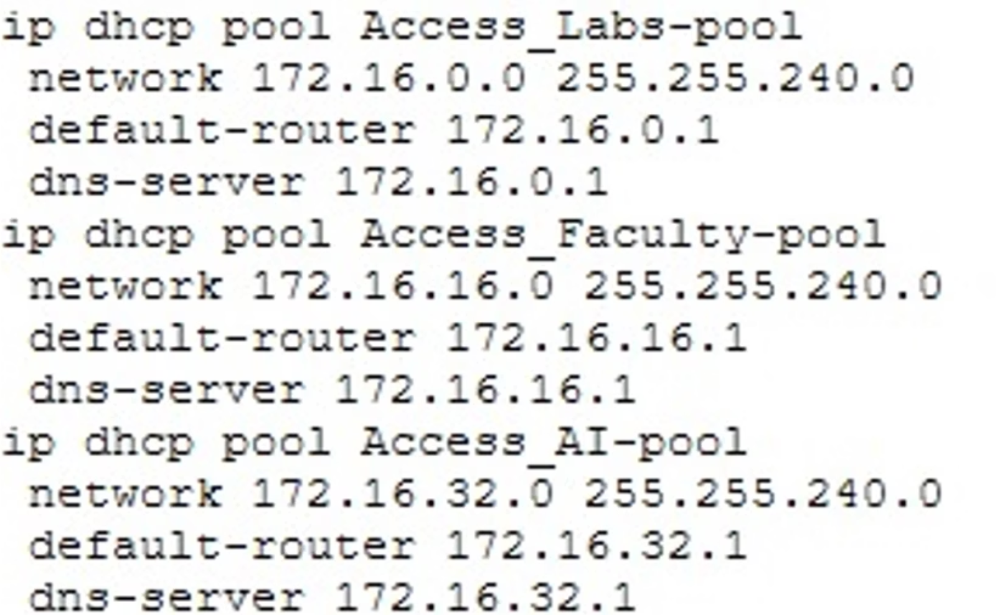 ip dhcp pool Access_Labs-pool
network 172.16.0.0 255.255.240.0
default-router 172.16.0.1
dns-server 172.16.0.1
ip dhcp pool Access_Faculty-pool
network 172.16.16.0 255.255.240.0
default-router 172.16.16.1
dns-server 172.16.16.1
ip dhcp pool Access_AI-pool
network 172.16.32.0 255.255.240.0
default-router 172.16.32.1
dns-server 172.16.32.1